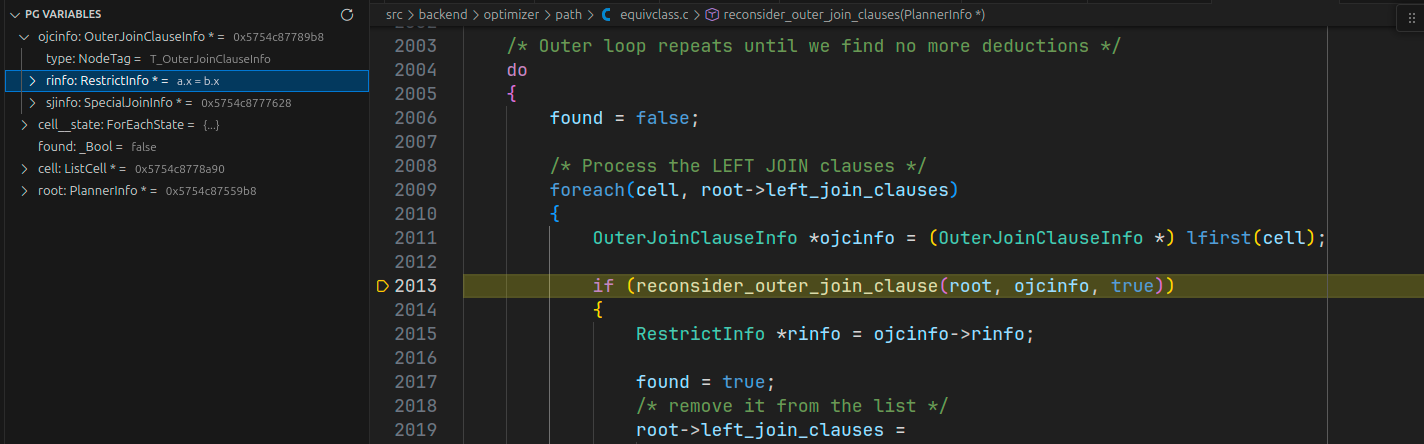 PG VARIABLES
ojcinfo: OuterJoinClauseInfo * = 0x5754c87789b8
type: NodeTag = T_OuterJoinClauseInfo
rinfo: RestrictInfo * = a.x = b.x
sjinfo: SpecialJoinInfo * = 0x5754c8777628
cell__state: ForEachState = {...}
found: _Bool = false
cell: ListCell * = 0x5754c8778a90
root: PlannerInfo * = 0x5754c87559b8
src > backend > optimizer > path > C equivclass.c > reconsider_outer_join_clauses(PlannerInfo *)
2003 /* Outer loop repeats until we find no more deductions */
2004 do
2005 {
2006 found = false;
2007
2008 /* Process the LEFT JOIN clauses */
2009 foreach(cell, root->left_join_clauses)
2010 {
2011 OuterJoinClauseInfo *ojcinfo = (OuterJoinClauseInfo *) lfirst(cell);
2012
2013 if (reconsider_outer_join_clause(root, ojcinfo, true))
2014 {
2015 RestrictInfo *rinfo = ojcinfo->rinfo;
2016
2017 found = true;
2018 /* remove it from the list */
2019 root->left_join_clauses =